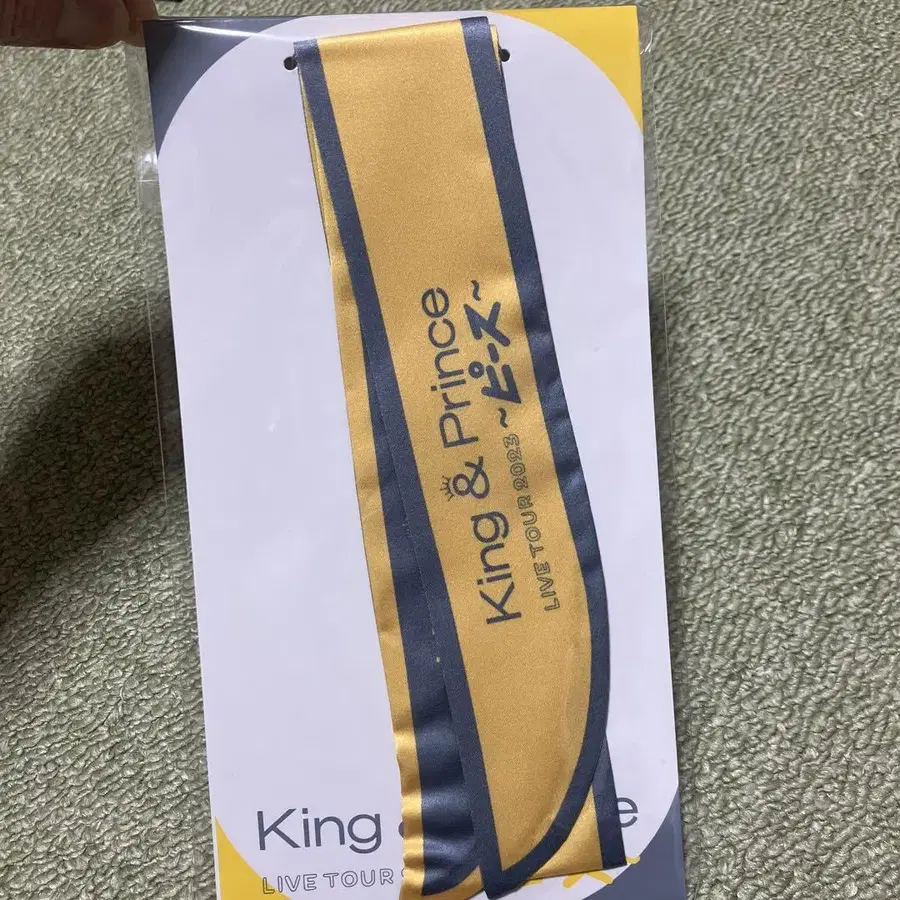 King & Prince
LIVE TOUR 2023 ~ピース~
King e
LIVE TOUR